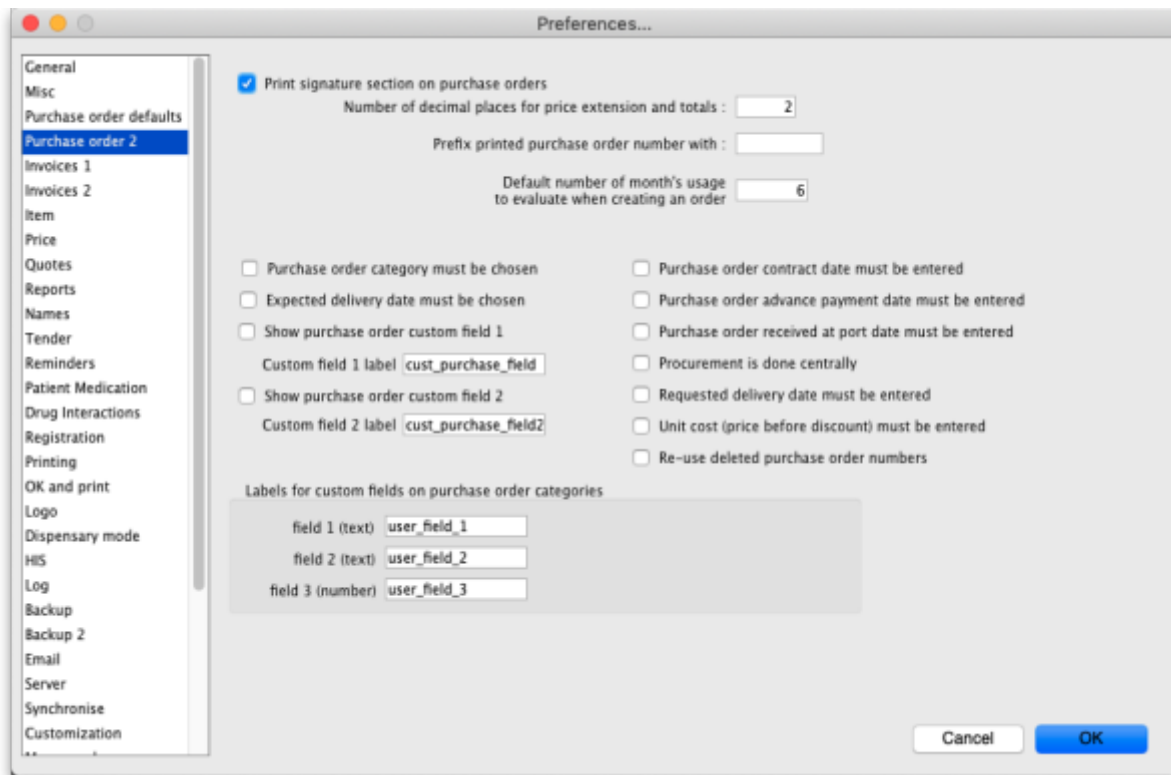 Preferences...
General
Misc
Purchase order defaults
Purchase order 2
Invoices 1
Invoices 2
Item
Price
Quotes
Reports
Names
Tender
Reminders
Patient Medication
Drug Interactions
Registration
Printing
OK and print
Logo
Dispensary mode
HIS
Log
Backup
Backup 2
Email
Server
Synchronise
Customization
Print signature section on purchase orders
Number of decimal places for price extension and totals : 2
Prefix printed purchase order number with :
Default number of month's usage
to evaluate when creating an order 6
Purchase order category must be chosen
Expected delivery date must be chosen
Show purchase order custom field 1
Custom field 1 label cust_purchase_field
Show purchase order custom field 2
Custom field 2 label cust_purchase_field2
Purchase order contract date must be entered
Purchase order advance payment date must be entered
Purchase order received at port date must be entered
Procurement is done centrally
Requested delivery date must be entered
Unit cost (price before discount) must be entered
Re-use deleted purchase order numbers
Labels for custom fields on purchase order categories
field 1 (text) user_field_1
field 2 (text) user_field_2
field 3 (number) user_field_3
Cancel OK